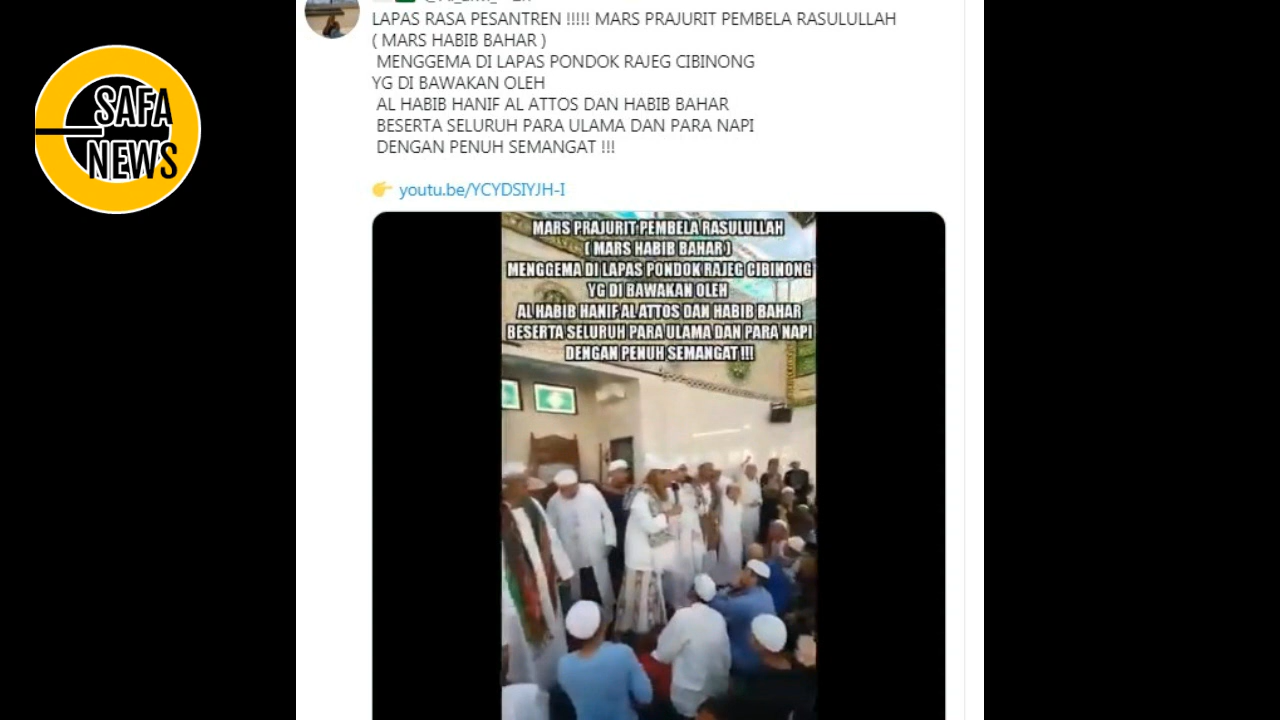 SAFA
NEWS
LAPAS RASA PESANTREN !!!!! MARS PRAJURIT PEMBELA RASULULLAH
( MARS HABIB BAHAR )
MENGGEMA DI LAPAS PONDOK RAJEG CIBINONG
YG DI BAWAKAN OLEH
AL HABIB HANIF AL ATTOS DAN HABIB BAHAR
BESERTA SELURUH PARA ULAMA DAN PARA NAPI
DENGAN PENUH SEMANGAT !!!
👉 youtu.be/YCYDSIYJH-I
MARS PRAJURIT PEMBELA RASULULLAH
( MARS HABIB BAHAR )
MENGGEMA DI LAPAS PONDOK RAJEG CIBINONG
YG DI BAWAKAN OLEH
AL HABIB HANIF AL ATTOS DAN HABIB BAHAR
BESERTA SELURUH PARA ULAMA DAN PARA NAPI
DENGAN PENUH SEMANGAT !!!